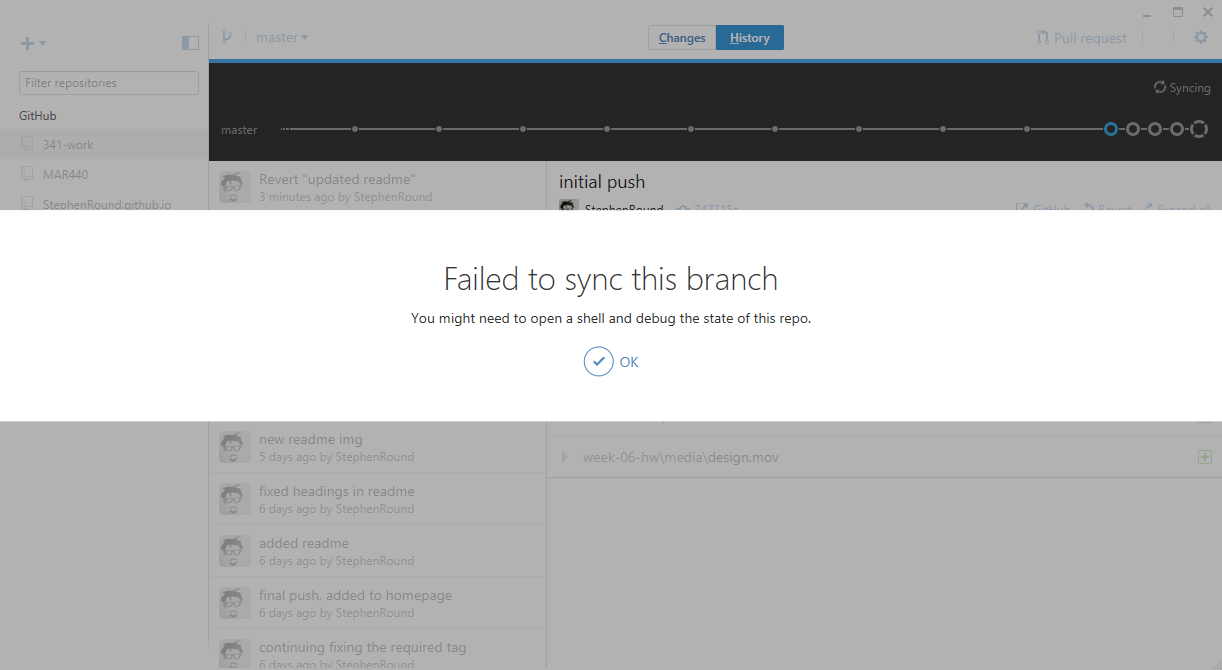 master
Changes
History
Pull request
Filter repositories
Syncing
GitHub
master
341-work
MAR440
StephenRound.github.io
Revert "updated readme"
3 minutes ago by StephenRound
initial push
StephenRound
GitHub
Revert
Expand all
Failed to sync this branch
You might need to open a shell and debug the state of this repo.
OK
new readme img
5 days ago by StephenRound
week-06-hw\media\design.mov
fixed headings in readme
6 days ago by StephenRound
added readme
6 days ago by StephenRound
final push, added to homepage
6 days ago by StephenRound
continuing fixing the required tag
6 days ago by StephenRound